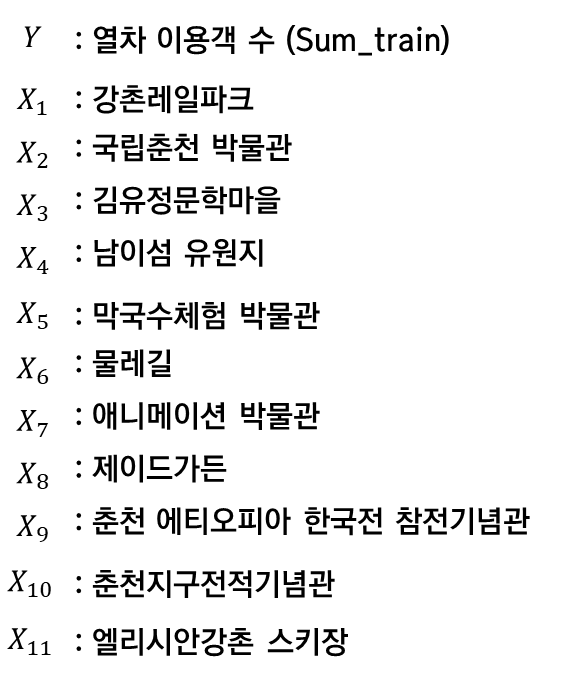 Y : 열차 이용객 수 (Sum_train)
X₁ : 강촌레일파크
X₂ : 국립춘천 박물관
X₃ : 김유정문학마을
X₄ : 남이섬 유원지
X₅ : 막국수체험 박물관
X₆ : 물레길
X₇ : 애니메이션 박물관
X₈ : 제이드가든
X₉ : 춘천 에티오피아 한국전 참전기념관
X₁₀ : 춘천지구전적기념관
X₁₁ : 엘리시안강촌 스키장